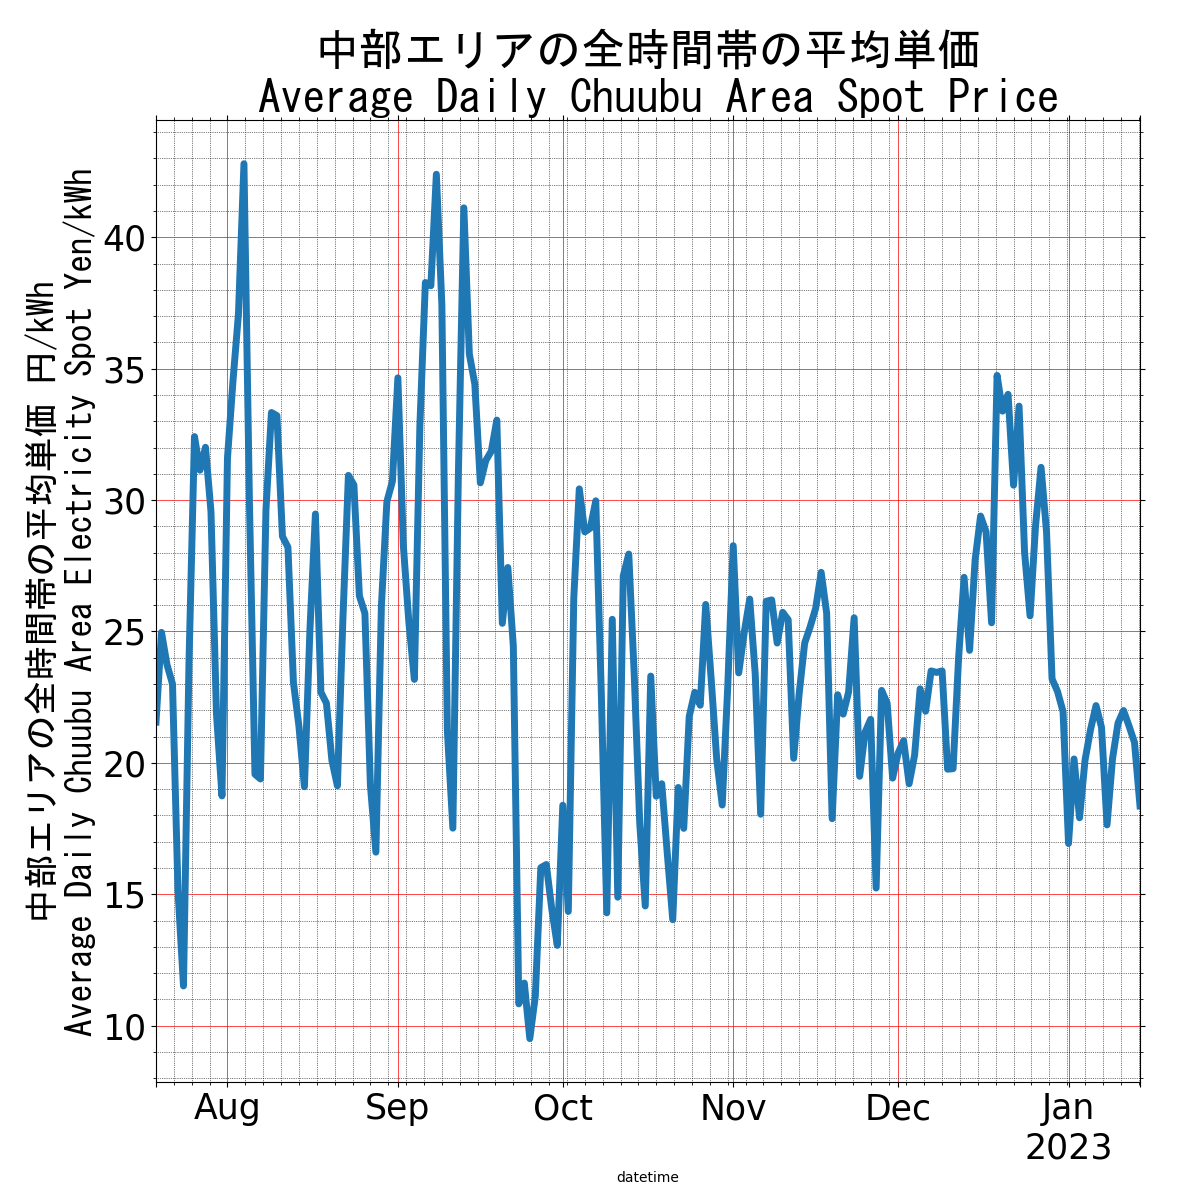 中部エリアの全時間帯の平均単価
Average Daily Chuubu Area Spot Price
中部エリアの全時間帯の平均単価 円/kWh
Average Daily Chuubu Area Electricity Spot Yen/kWh
40
35
30
25
20
15
10
Aug Sep Oct Nov Dec Jan
2023
datetime